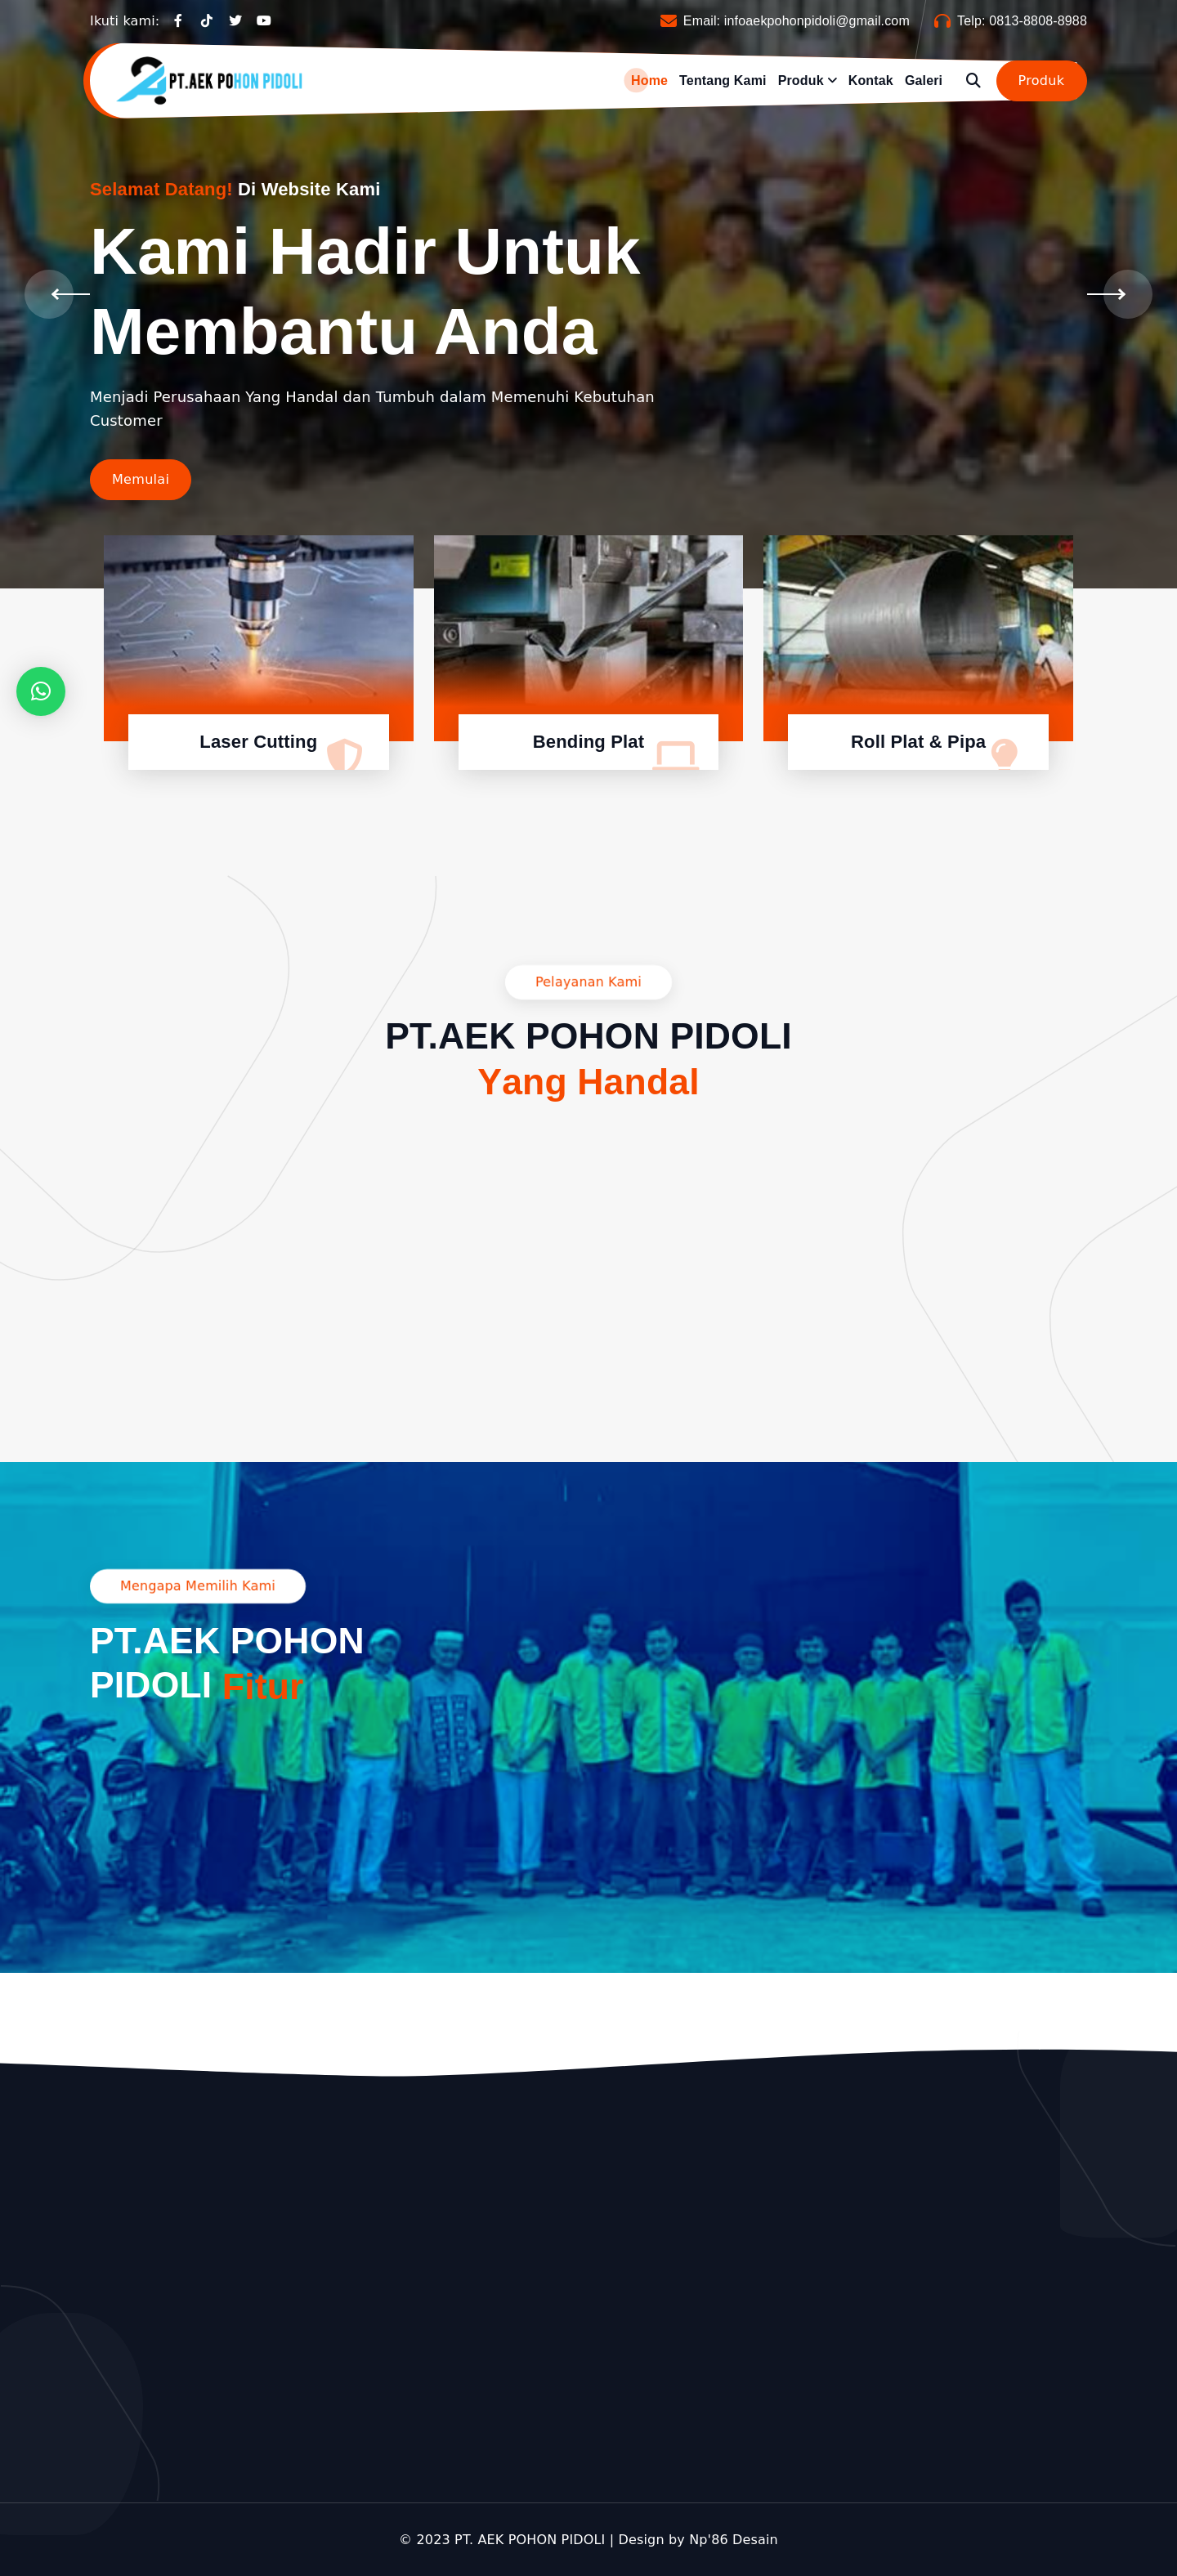 Ikuti kami:
Email: infoaekpohonpidoli@gmail.com
Telp: 0813-8808-8988
PT.AEK POHON PIDOLI
Home
Tentang Kami
Produk
Kontak
Galeri
Produk
Selamat Datang! Di Website Kami
Kami Hadir Untuk
Membantu Anda
Menjadi Perusahaan Yang Handal dan Tumbuh dalam Memenuhi Kebutuhan
Customer
Memulai
Laser Cutting
Bending Plat
Roll Plat & Pipa
Pelayanan Kami
PT.AEK POHON PIDOLI
Yang Handal
Mengapa Memilih Kami
PT.AEK POHON
PIDOLI Fitur
© 2023 PT. AEK POHON PIDOLI | Design by Np'86 Desain